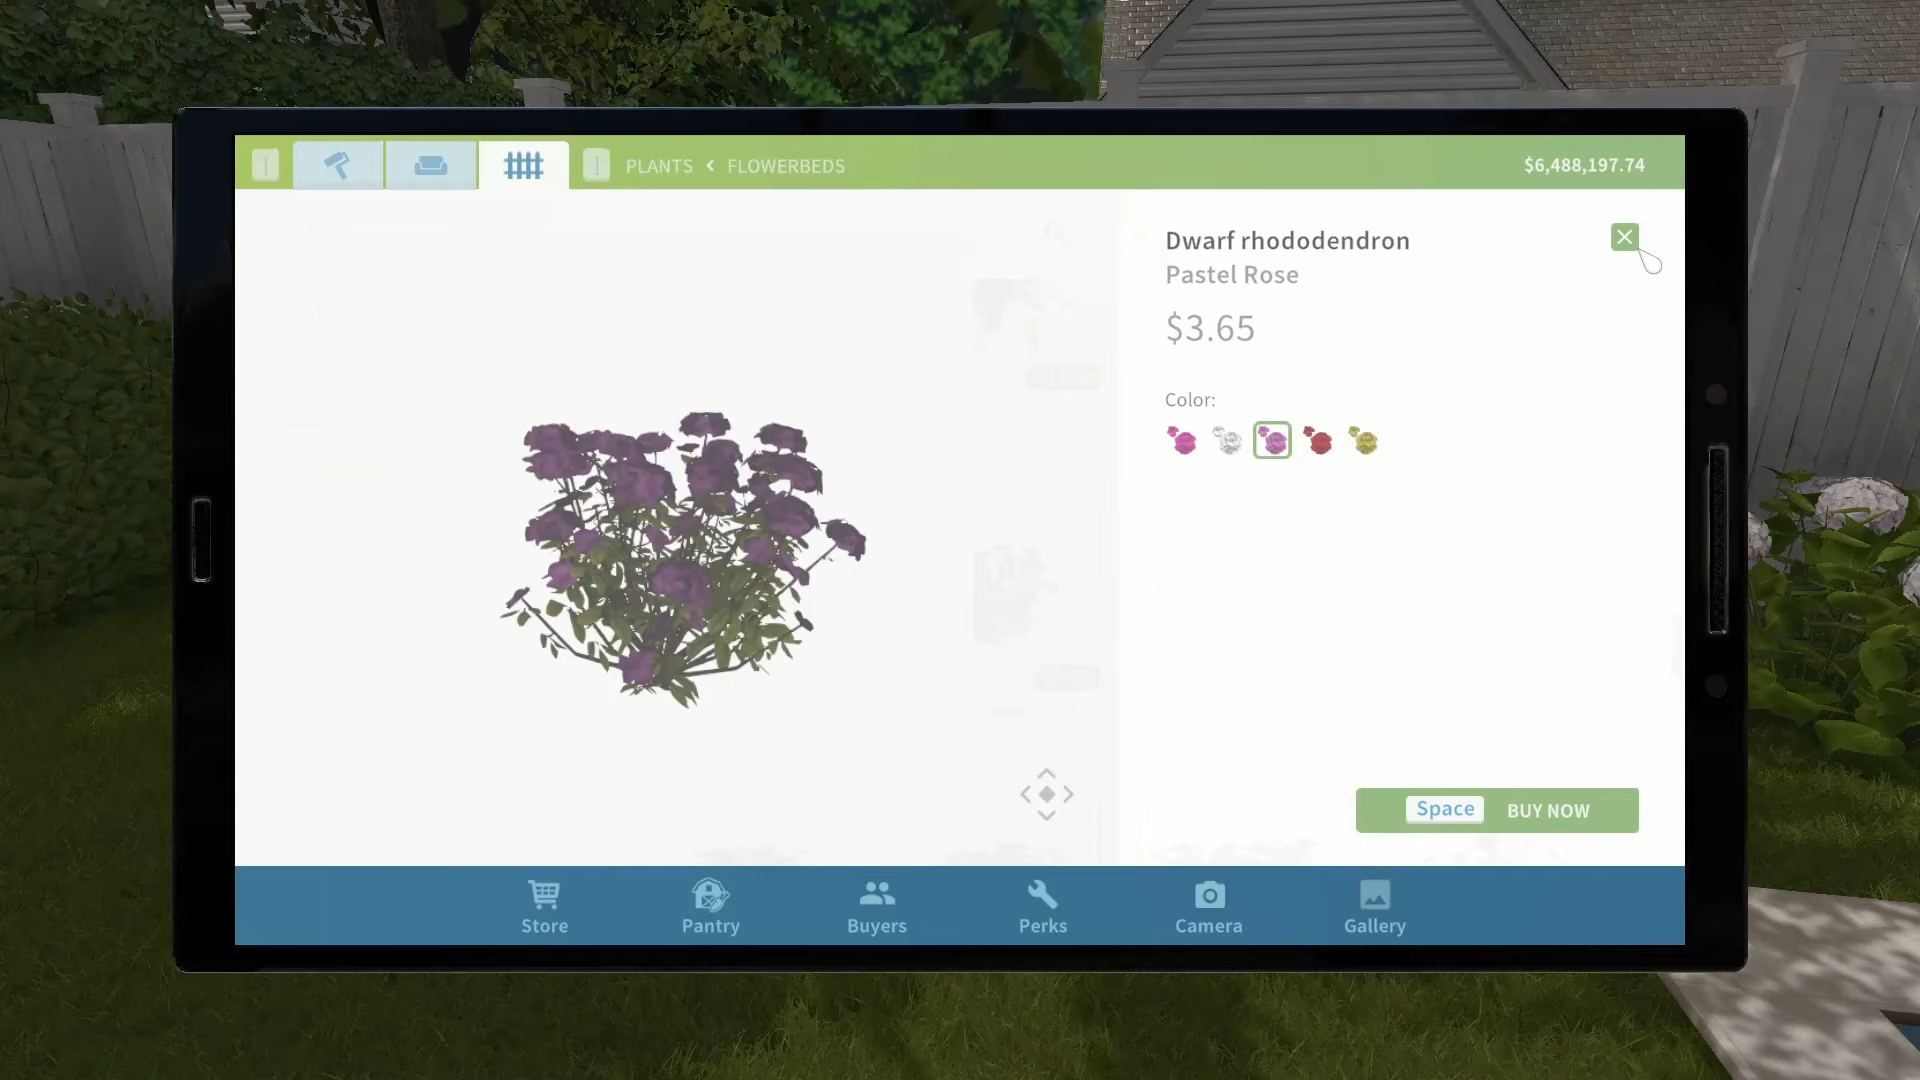 [ ] PLANTS < FLOWERBEDS $6,488,197.74
Dwarf rhododendron
Pastel Rose
$3.65
Color:
Space BUY NOW
Store Pantry Buyers Perks Camera Gallery